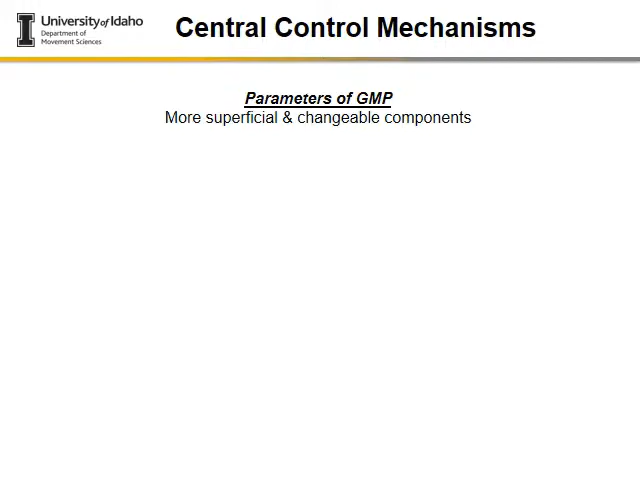 University of Idaho
Department of
Movement Sciences
Central Control Mechanisms
Parameters of GMP
More superficial & changeable components